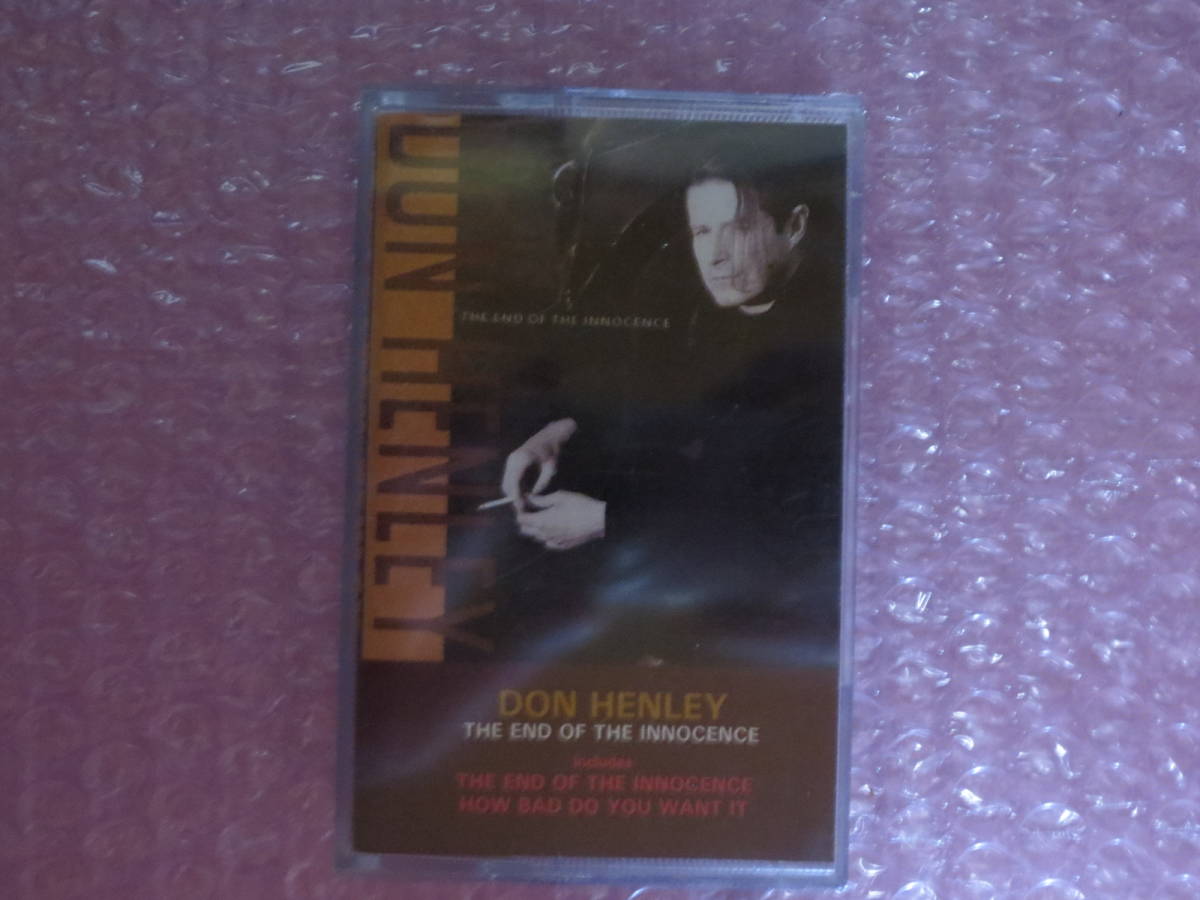 DON HENLEY
THE END OF THE INNOCENCE
DON HENLEY
THE END OF THE INNOCENCE
includes
THE END OF THE INNOCENCE
HOW BAD DO YOU WANT IT